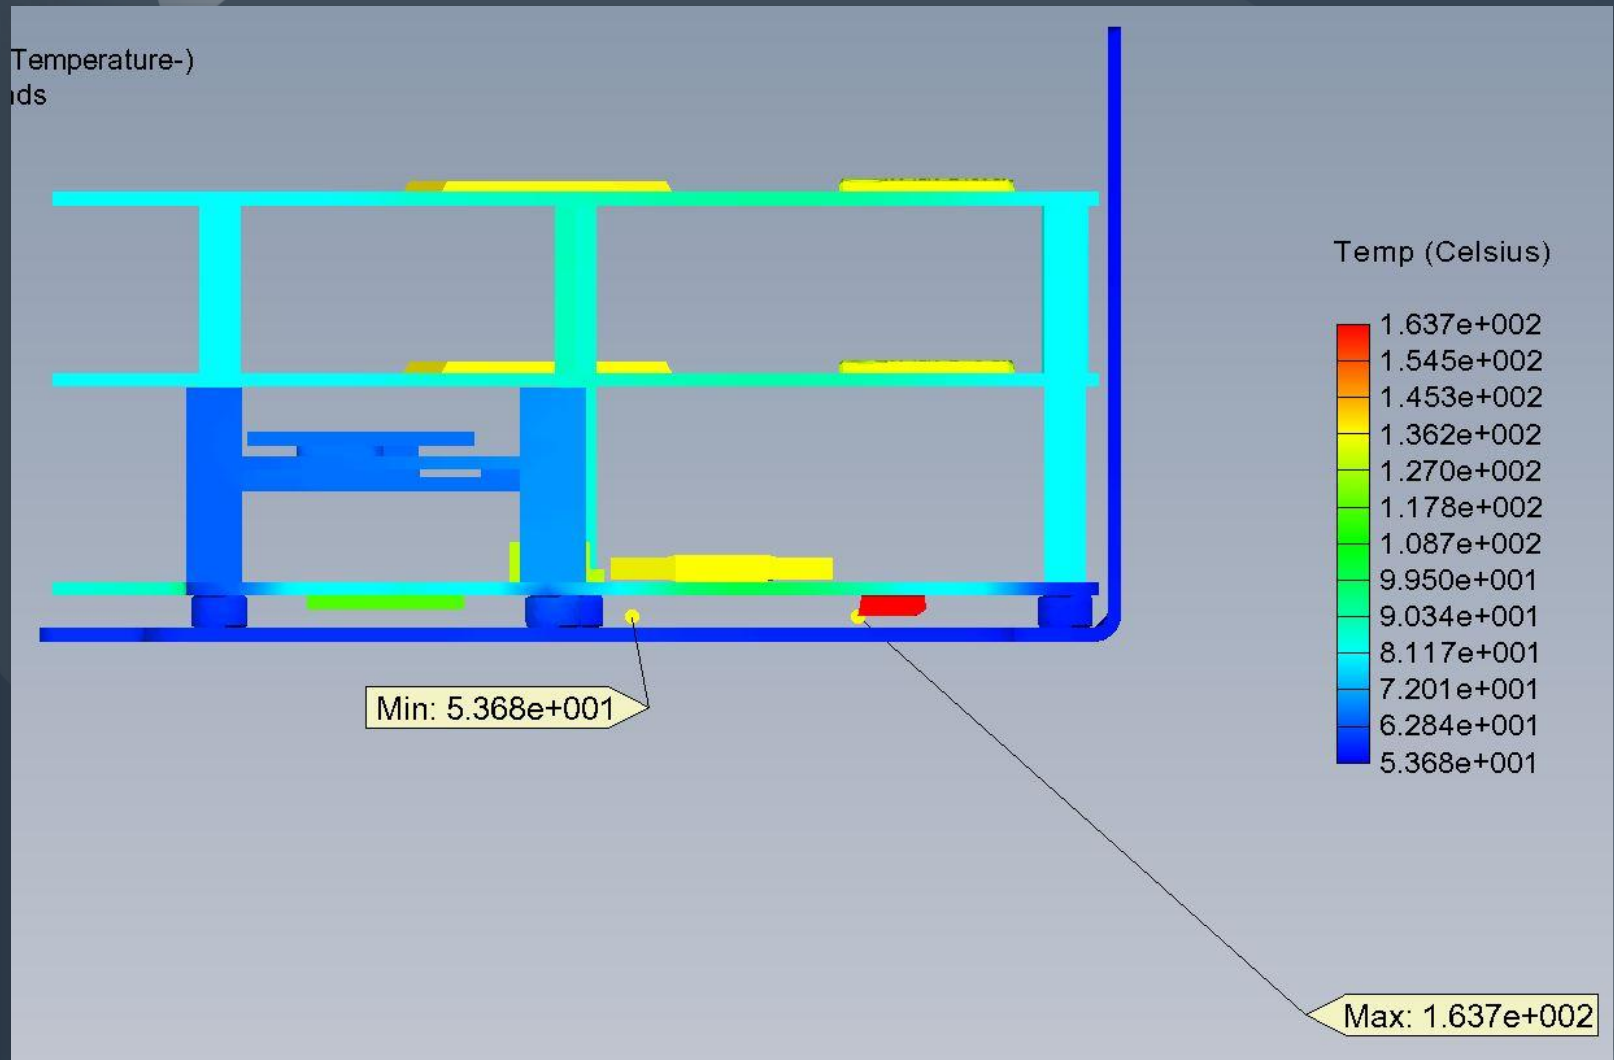 Temperature-)
Temp (Celsius)
1.637e+002
1.545e+002
1.453e+002
1.362e+002
1.270e+002
1.178e+002
1.087e+002
9.950e+001
9.034e+001
8.117e+001
7.201e+001
6.284e+001
5.368e+001
Min: 5.368e+001
Max: 1.637e+002